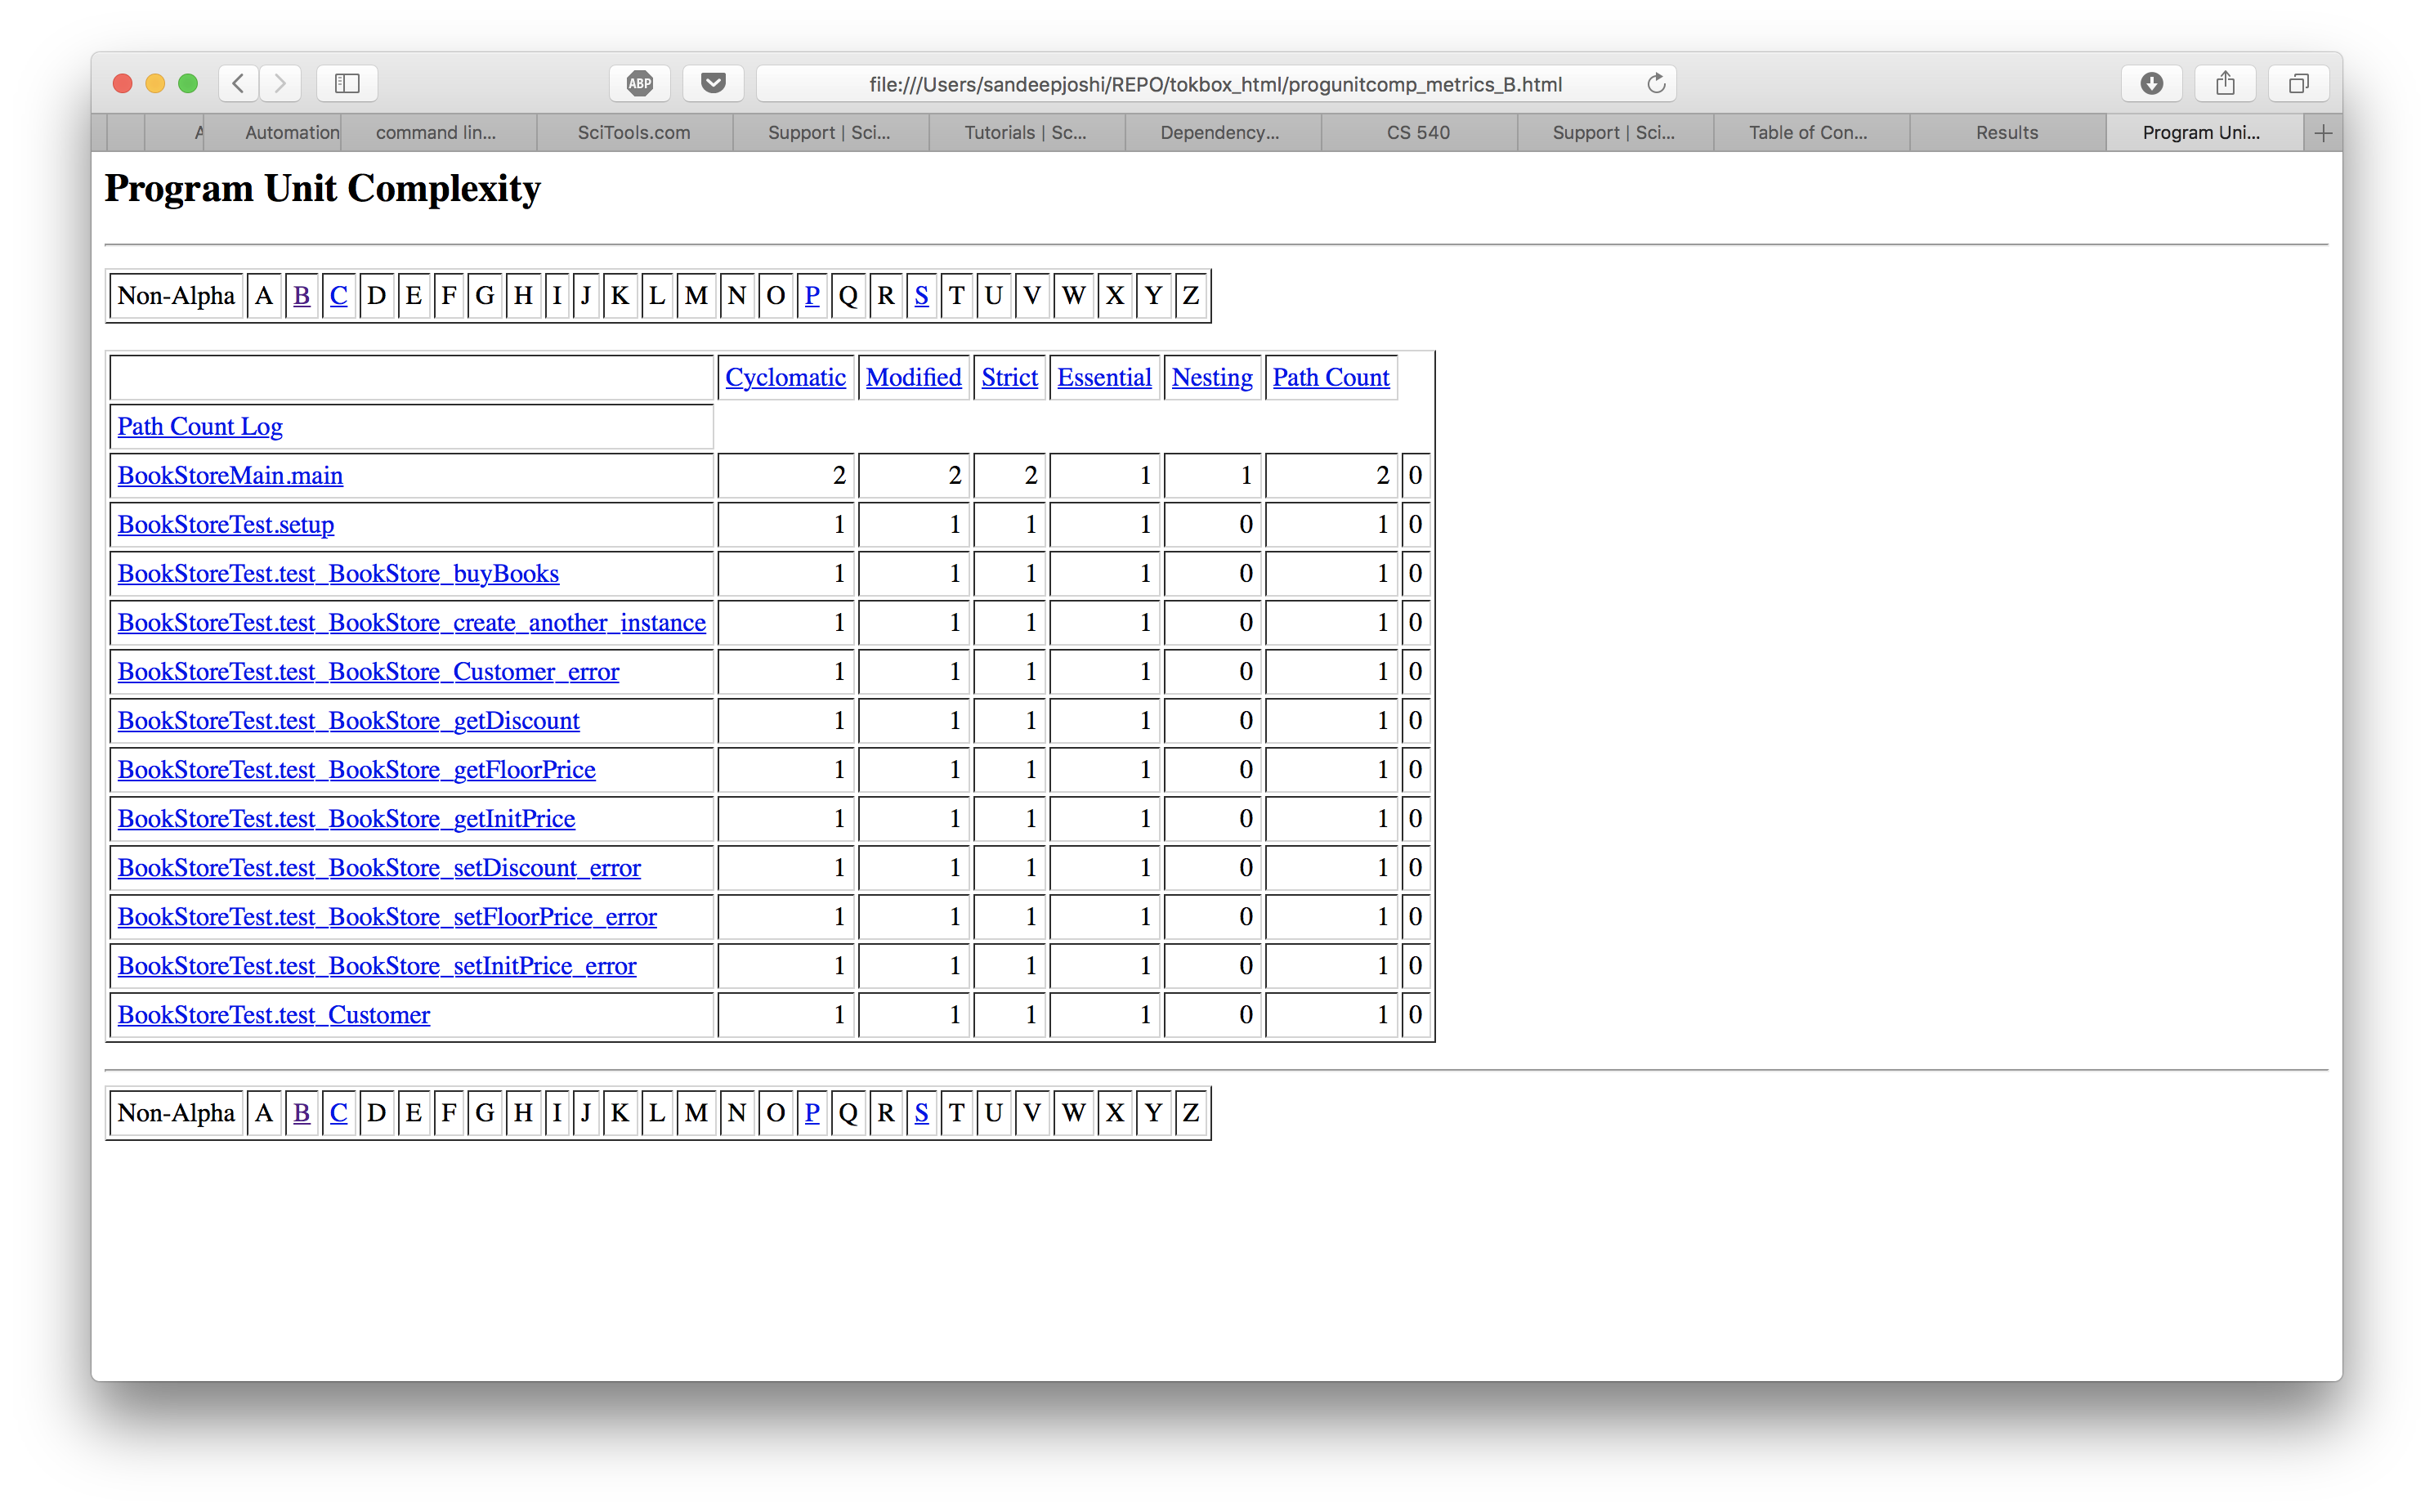 ABP
file:///Users/sandeepjoshi/REPO/tokbox_html/progunitcomp_metrics_B.html
Automation command lin... SciTools.com Support | Sci... Tutorials | Sc... Dependency... CS 540 Support | Sci... Table of Con... Results Program Uni...
Program Unit Complexity
Non-Alpha A B C D E F G H I J K L M N O P Q R S T U V W X Y Z
Cyclomatic Modified Strict Essential Nesting Path Count
Path Count Log
BookStoreMain.main 2 2 2 1 1 2 0
BookStoreTest.setup 1 1 1 1 0 1 0
BookStoreTest.test_BookStore_buyBooks 1 1 1 1 0 1 0
BookStoreTest.test_BookStore_create_another_instance 1 1 1 1 0 1 0
BookStoreTest.test_BookStore_Customer_error 1 1 1 1 0 1 0
BookStoreTest.test_BookStore_getDiscount 1 1 1 1 0 1 0
BookStoreTest.test_BookStore_getFloorPrice 1 1 1 1 0 1 0
BookStoreTest.test_BookStore_getInitPrice 1 1 1 1 0 1 0
BookStoreTest.test_BookStore_setDiscount_error 1 1 1 1 0 1 0
BookStoreTest.test_BookStore_setFloorPrice_error 1 1 1 1 0 1 0
BookStoreTest.test_BookStore_setInitPrice_error 1 1 1 1 0 1 0
BookStoreTest.test_Customer 1 1 1 1 0 1 0
Non-Alpha A B C D E F G H I J K L M N O P Q R S T U V W X Y Z